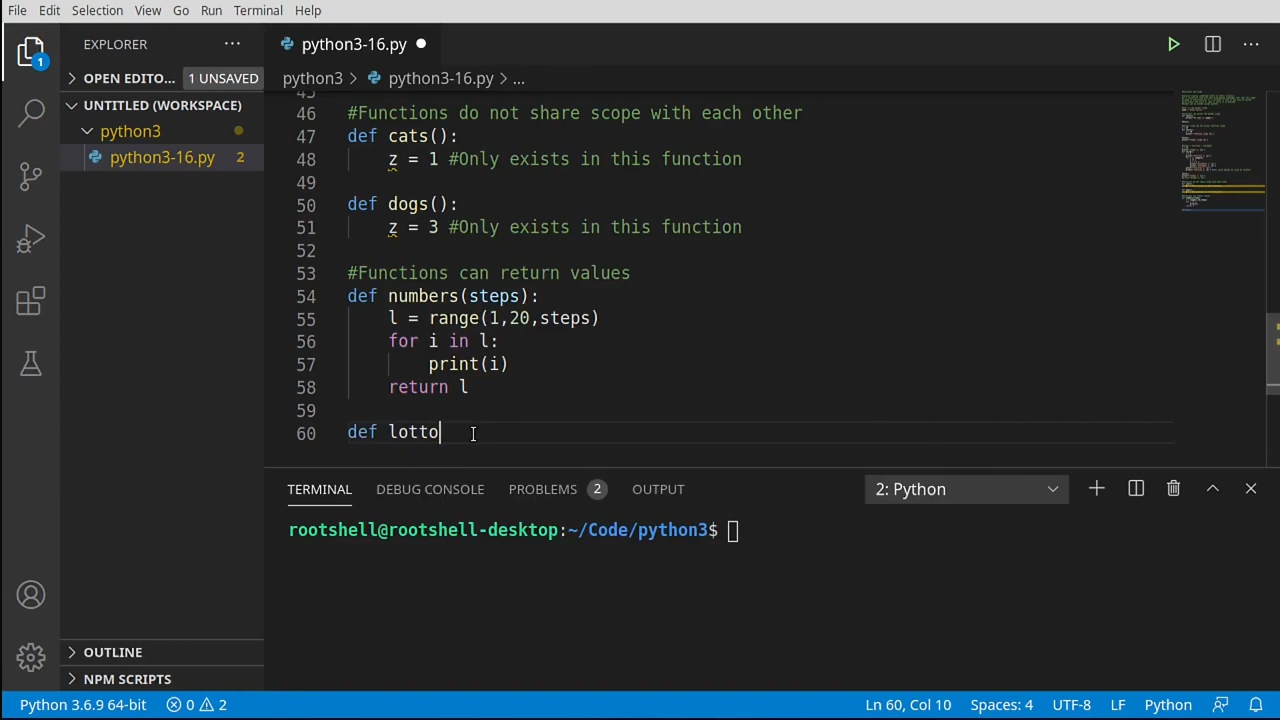 File Edit Selection View Go Run Terminal Help
EXPLORER ···
python3-16.py
1
OPEN EDITO... 1 UNSAVED
python3 > python3-16.py > ...
UNTITLED (WORKSPACE)
python3
python3-16.py 2
45
46 #Functions do not share scope with each other
47 def cats():
48 z = 1 #Only exists in this function
49
50 def dogs():
51 z = 3 #Only exists in this function
52
53 #Functions can return values
54 def numbers(steps):
55 l = range(1,20,steps)
56 for i in l:
57 print(i)
58 return l
59
60 def lotto
TERMINAL DEBUG CONSOLE PROBLEMS 2 OUTPUT 2: Python
rootshell@rootshell-desktop:~/Code/python3$
OUTLINE
NPM SCRIPTS
Python 3.6.9 64-bit 0 2 Ln 60, Col 10 Spaces: 4 UTF-8 LF Python